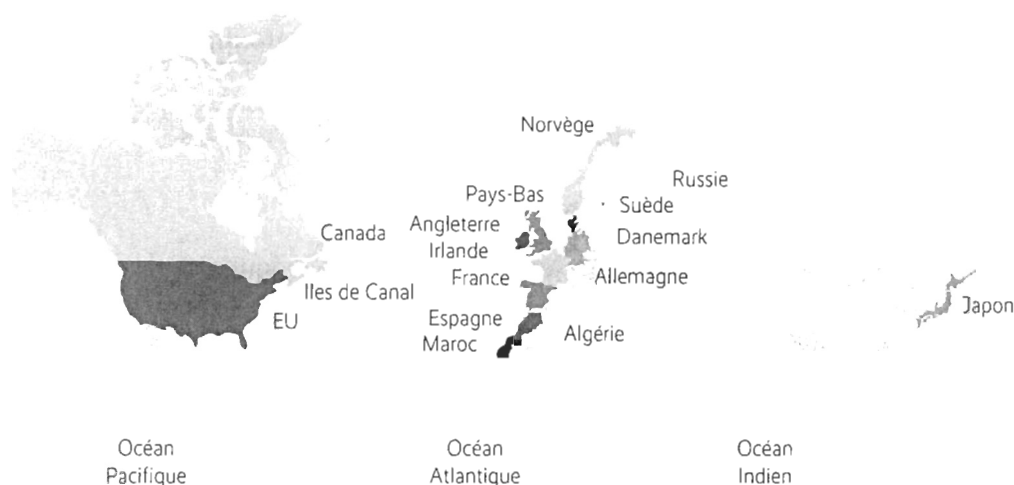 Norvège
Russie
Pays-Bas
Suède
Angleterre
Danemark
Canada
Irlande
France
Allemagne
Iles de Canal
EU
Espagne
Algérie
Maroc
Japon
Océan
Pacifique
Océan
Atlantique
Océan
Indien